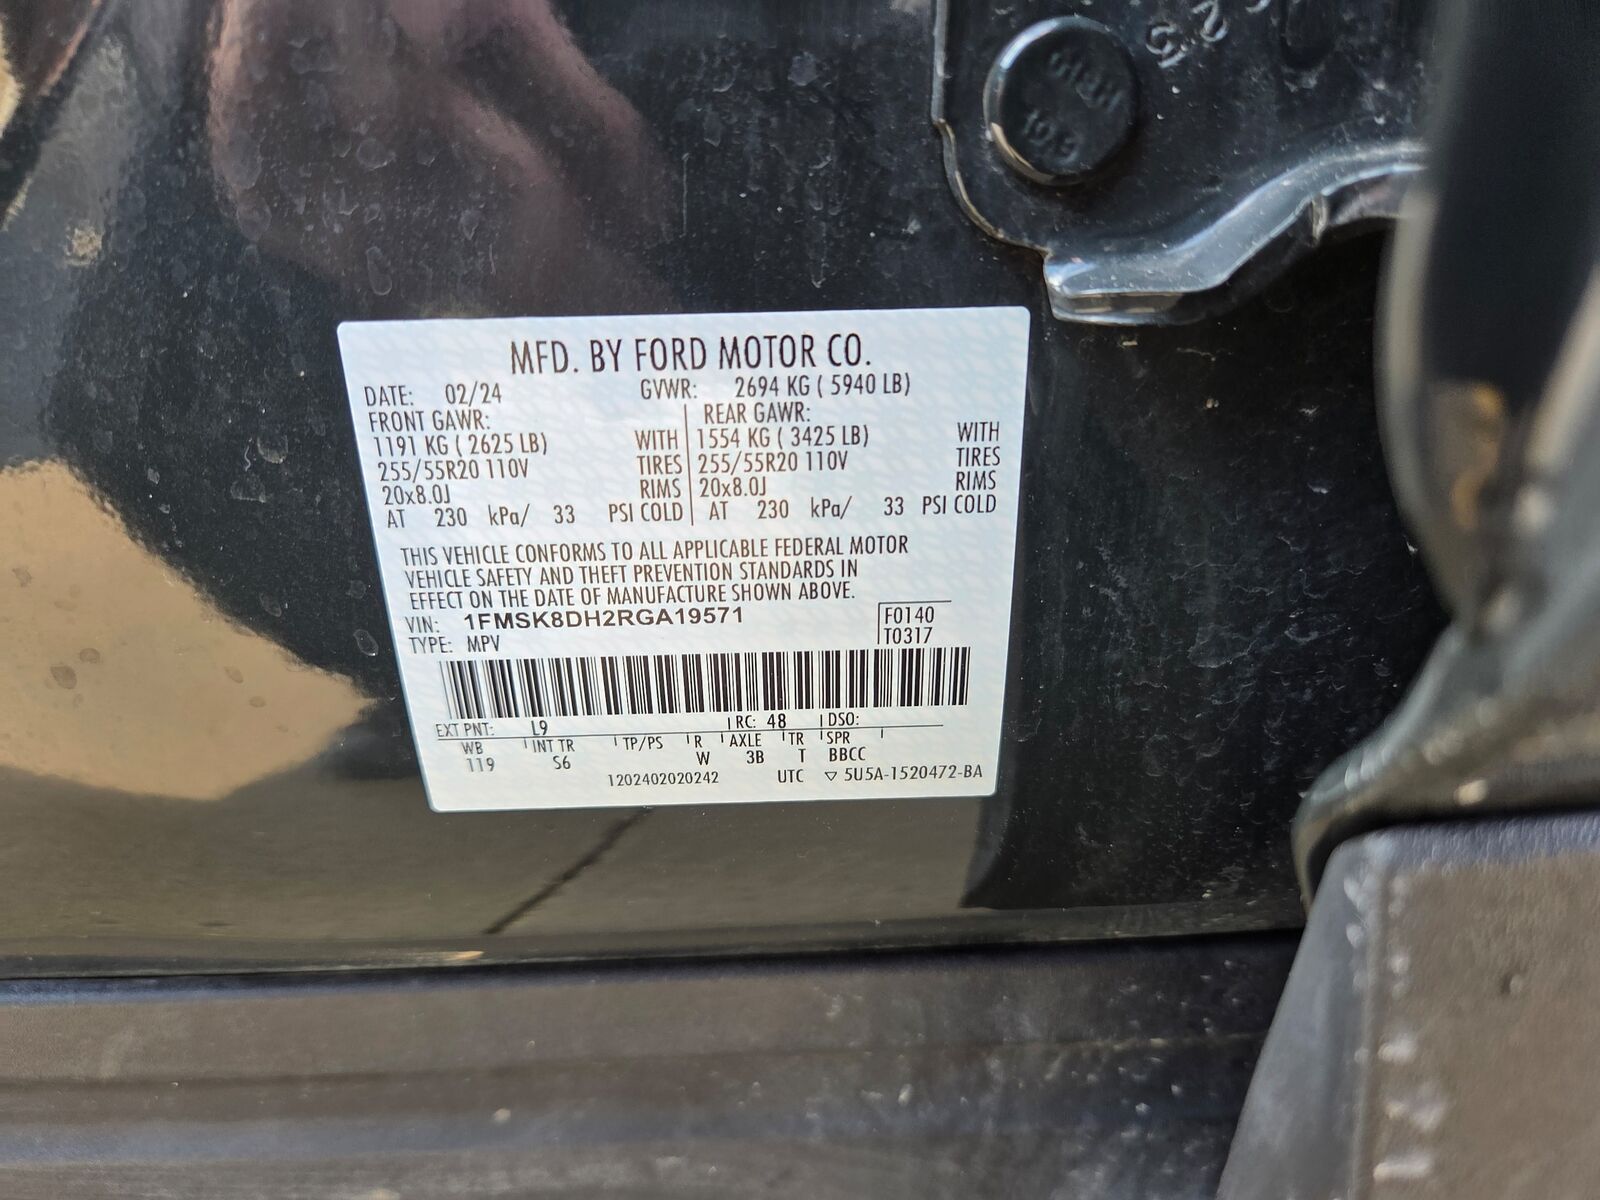 MFD. BY FORD MOTOR CO.
DATE: 02/24 GVWR: 2694 KG ( 5940 LB)
FRONT GAWR: REAR GAWR:
1191 KG ( 2625 LB) WITH 1554 KG ( 3425 LB) WITH
255/55R20 110V TIRES 255/55R20 110V TIRES
20x8.0J RIMS 20x8.0J RIMS
AT 230 kPa/ 33 PSI COLD AT 230 kPa/ 33 PSI COLD
THIS VEHICLE CONFORMS TO ALL APPLICABLE FEDERAL MOTOR
VEHICLE SAFETY AND THEFT PREVENTION STANDARDS IN
EFFECT ON THE DATE OF MANUFACTURE SHOWN ABOVE.
VIN: 1FMSK8DH2RGA19571 F0140
TYPE: MPV T0317
EXT PNT: L9 RC: 48 DSO:
WB INT TR TP/PS R AXLE TR SPR
119 S6 W 3B T BBCC
1202402020242 UTC ▽ 5U5A-1520472-BA